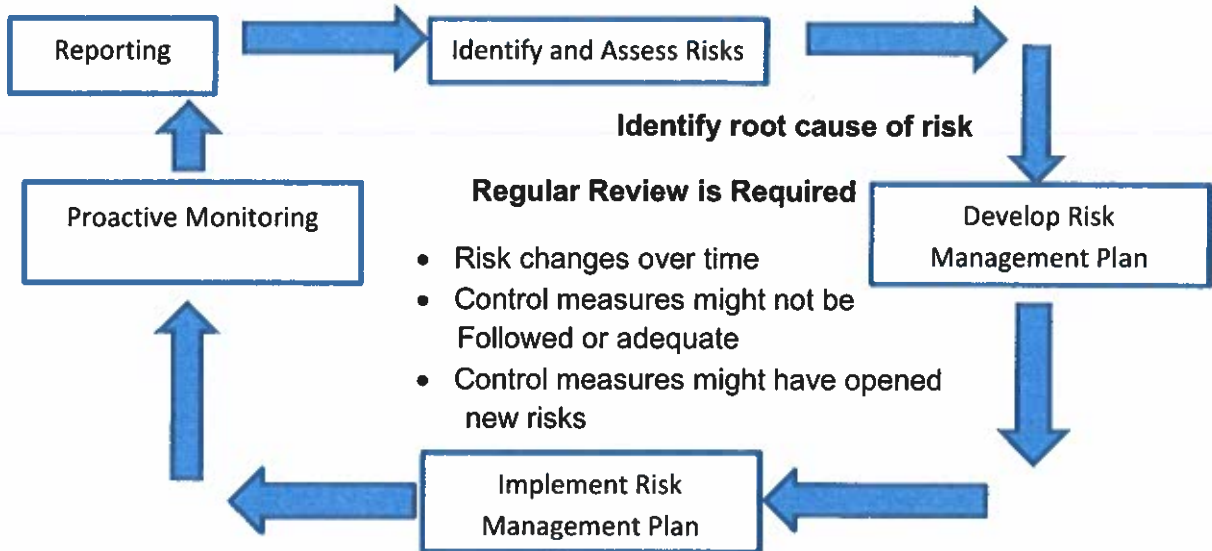 Reporting
Identify and Assess Risks
Identify root cause of risk
Regular Review is Required
Proactive Monitoring
Develop Risk
Management Plan
• Risk changes over time
• Control measures might not be
Followed or adequate
• Control measures might have opened
new risks
Implement Risk
Management Plan